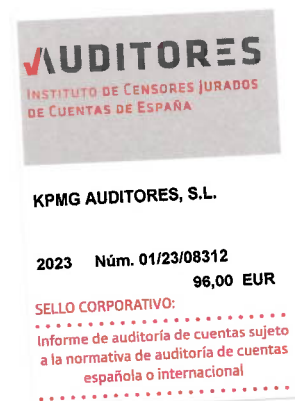 AUDITORES
INSTITUTO DE CENSORES JURADOS
DE CUENTAS DE ESPAÑA
KPMG AUDITORES, S.L.
2023 Núm. 01/23/08312
96,00 EUR
SELLO CORPORATIVO:
Informe de auditoría de cuentas sujeto
a la normativa de auditoría de cuentas
española o internacional